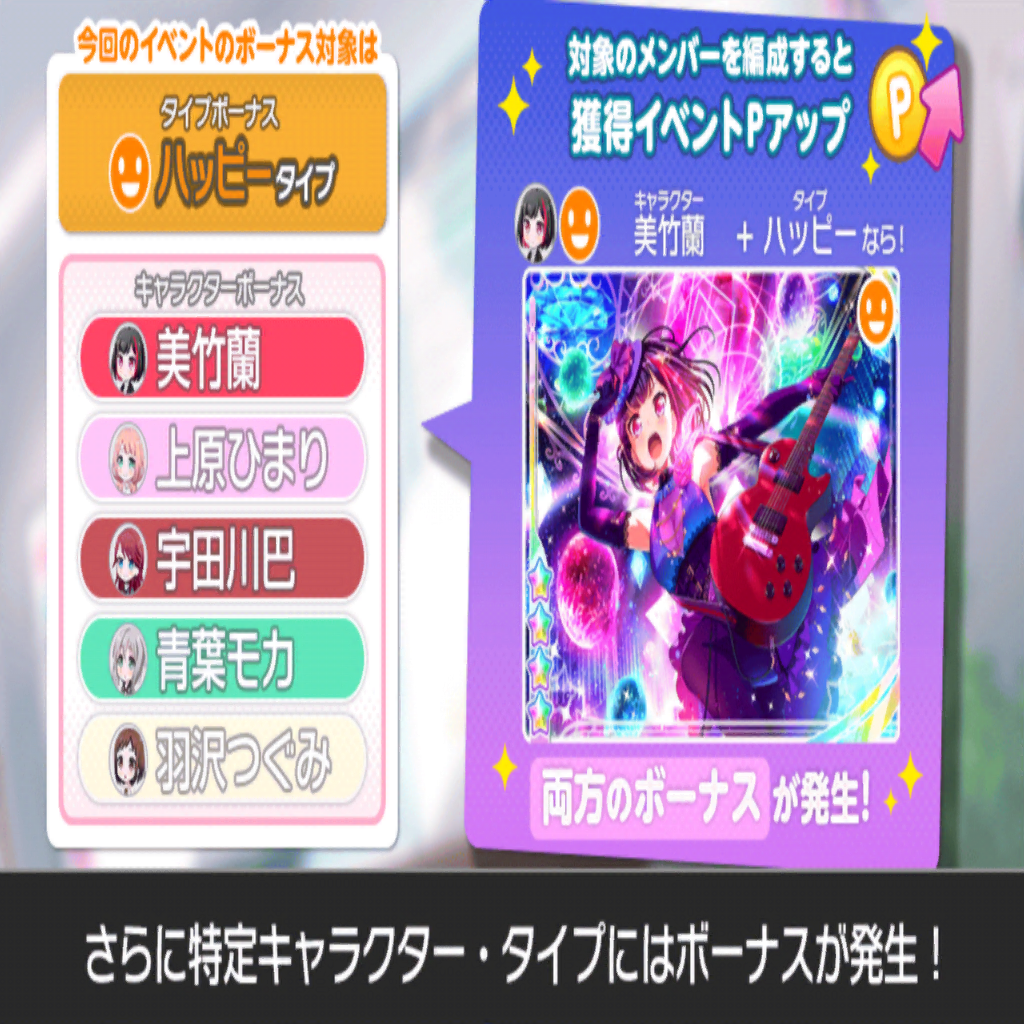 今回のイベントのボーナス対象は
タイプボーナス
ハッピータイプ
キャラクターボーナス
美竹蘭
上原ひまり
宇田川巴
青葉モカ
羽沢つぐみ
対象のメンバーを編成すると
獲得イベントPアップ
P
キャラクター タイプ
美竹蘭 + ハッピーなら!
両方のボーナスが発生!
さらに特定キャラクター・タイプにはボーナスが発生!